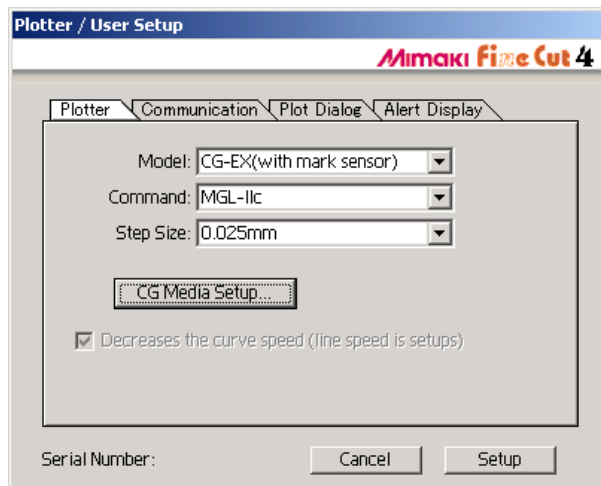 Plotter / User Setup
Mimaki Fine Cut 4
Plotter Communication Plot Dialog Alert Display
Model: CG-EX(with mark sensor)
Command: MGL-IIc
Step Size: 0.025mm
CG Media Setup...
Decreases the curve speed (line speed is setups)
Serial Number: Cancel Setup